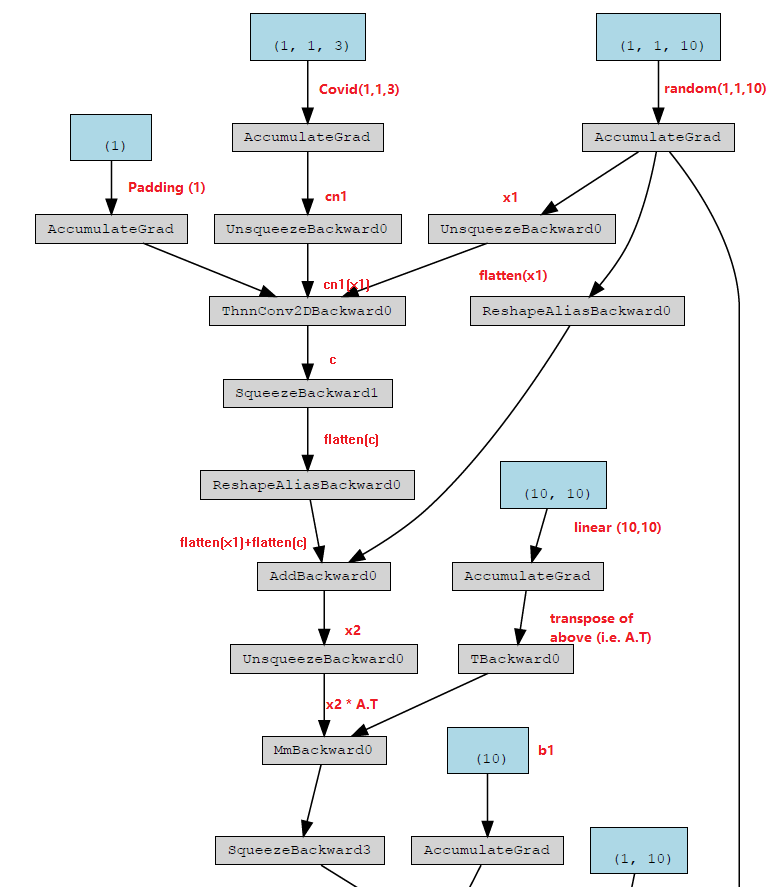 (1, 1, 3)
(1, 1, 10)
Covid(1,1,3)
random(1,1,10)
AccumulateGrad
AccumulateGrad
(1)
Padding (1)
cn1
x1
AccumulateGrad
UnsqueezeBackward0
UnsqueezeBackward0
cn1(x1)
flatten(x1)
ThnnConv2DBackward0
ReshapeAliasBackward0
c
SqueezeBackward1
flatten(c)
ReshapeAliasBackward0
(10, 10)
linear (10,10)
flatten(x1)+flatten(c)
AddBackward0
AccumulateGrad
x2
transpose of
above (i.e. A.T)
UnsqueezeBackward0
TBackward0
x2 * A.T
MmBackward0
(10)
b1
SqueezeBackward3
AccumulateGrad
(1, 10)